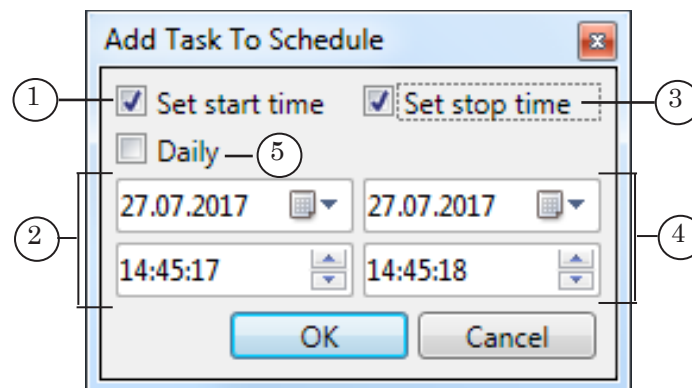 Add Task To Schedule
1 Set start time Set stop time 3
Daily 5
27.07.2017 27.07.2017
2 4
14:45:17 14:45:18
OK Cancel